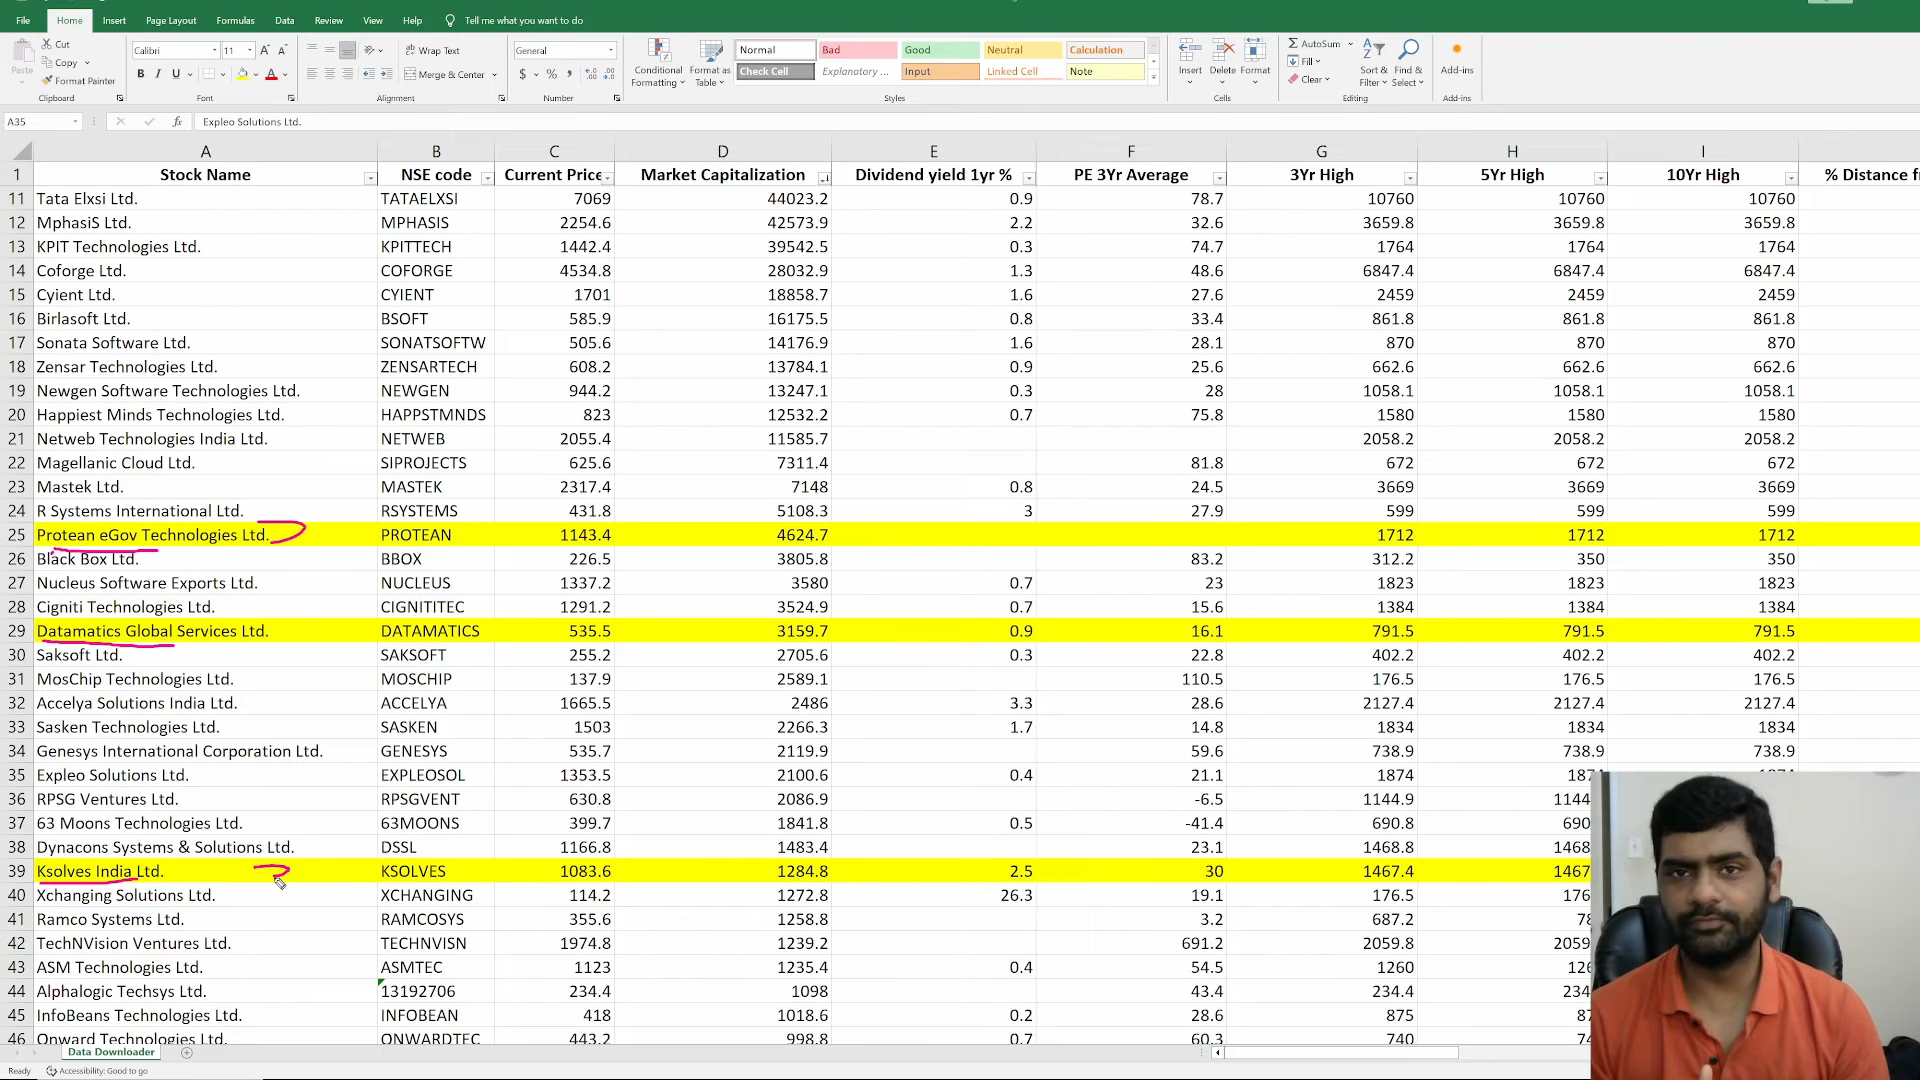 File Home Insert Page Layout Formulas Data Review View Help Tell me what you want to do
Paste Cut Copy Format Painter Clipboard
Calibri 11 B I U Font
Wrap Text Merge & Center Alignment
General $ % Number
Conditional Formatting Format as Table Normal Bad Good Neutral Calculation
Check Cell Explanatory ... Input Linked Cell Note Styles
Insert Delete Format Cells
AutoSum Fill Clear Sort & Filter Find & Select Editing
Add-ins Add-ins
A35 fx Expleo Solutions Ltd.
A B C D E F G H I
1 Stock Name NSE code Current Price Market Capitalization Dividend yield 1yr % PE 3Yr Average 3Yr High 5Yr High 10Yr High % Distance f
11 Tata Elxsi Ltd. TATAELXSI 7069 44023.2 0.9 78.7 10760 10760 10760
12 MphasiS Ltd. MPHASIS 2254.6 42573.9 2.2 32.6 3659.8 3659.8 3659.8
13 KPIT Technologies Ltd. KPITTECH 1442.4 39542.5 0.3 74.7 1764 1764 1764
14 Coforge Ltd. COFORGE 4534.8 28032.9 1.3 48.6 6847.4 6847.4 6847.4
15 Cyient Ltd. CYIENT 1701 18858.7 1.6 27.6 2459 2459 2459
16 Birlasoft Ltd. BSOFT 585.9 16175.5 0.8 33.4 861.8 861.8 861.8
17 Sonata Software Ltd. SONATSOFTW 505.6 14176.9 1.6 28.1 870 870 870
18 Zensar Technologies Ltd. ZENSARTECH 608.2 13784.1 0.9 25.6 662.6 662.6 662.6
19 Newgen Software Technologies Ltd. NEWGEN 944.2 13247.1 0.3 28 1058.1 1058.1 1058.1
20 Happiest Minds Technologies Ltd. HAPPSTMNDS 823 12532.2 0.7 75.8 1580 1580 1580
21 Netweb Technologies India Ltd. NETWEB 2055.4 11585.7 2058.2 2058.2 2058.2
22 Magellanic Cloud Ltd. SIPROJECTS 625.6 7311.4 81.8 672 672 672
23 Mastek Ltd. MASTEK 2317.4 7148 0.8 24.5 3669 3669 3669
24 R Systems International Ltd. RSYSTEMS 431.8 5108.3 3 27.9 599 599 599
25 Protean eGov Technologies Ltd. PROTEAN 1143.4 4624.7 1712 1712 1712
26 Black Box Ltd. BBOX 226.5 3805.8 83.2 312.2 350 350
27 Nucleus Software Exports Ltd. NUCLEUS 1337.2 3580 0.7 23 1823 1823 1823
28 Cigniti Technologies Ltd. CIGNITITEC 1291.2 3524.9 0.7 15.6 1384 1384 1384
29 Datamatics Global Services Ltd. DATAMATICS 535.5 3159.7 0.9 16.1 791.5 791.5 791.5
30 Saksoft Ltd. SAKSOFT 255.2 2705.6 0.3 22.8 402.2 402.2 402.2
31 MosChip Technologies Ltd. MOSCHIP 137.9 2589.1 110.5 176.5 176.5 176.5
32 Accelya Solutions India Ltd. ACCELYA 1665.5 2486 3.3 28.6 2127.4 2127.4 2127.4
33 Sasken Technologies Ltd. SASKEN 1503 2266.3 1.7 14.8 1834 1834 1834
34 Genesys International Corporation Ltd. GENESYS 535.7 2119.9 59.6 738.9 738.9 738.9
35 Expleo Solutions Ltd. EXPLEOSOL 1353.5 2100.6 0.4 21.1 1874 187
36 RPSG Ventures Ltd. RPSGVENT 630.8 2086.9 -6.5 1144.9 1144
37 63 Moons Technologies Ltd. 63MOONS 399.7 1841.8 0.5 -41.4 690.8 690
38 Dynacons Systems & Solutions Ltd. DSSL 1166.8 1483.4 23.1 1468.8 1468
39 Ksolves India Ltd. KSOLVES 1083.6 1284.8 2.5 30 1467.4 1467
40 Xchanging Solutions Ltd. XCHANGING 114.2 1272.8 26.3 19.1 176.5 176
41 Ramco Systems Ltd. RAMCOSYS 355.6 1258.8 3.2 687.2 78
42 TechNVision Ventures Ltd. TECHNVISN 1974.8 1239.2 691.2 2059.8 2059
43 ASM Technologies Ltd. ASMTEC 1123 1235.4 0.4 54.5 1260 126
44 Alphalogic Techsys Ltd. 13192706 234.4 1098 43.4 234.4 234
45 InfoBeans Technologies Ltd. INFOBEAN 418 1018.6 0.2 28.6 875 87
46 Onward Technologies Ltd. ONWARDTEC 443.2 998.8 0.7 60.3 740 74
Data Downloader
Ready Accessibility: Good to go